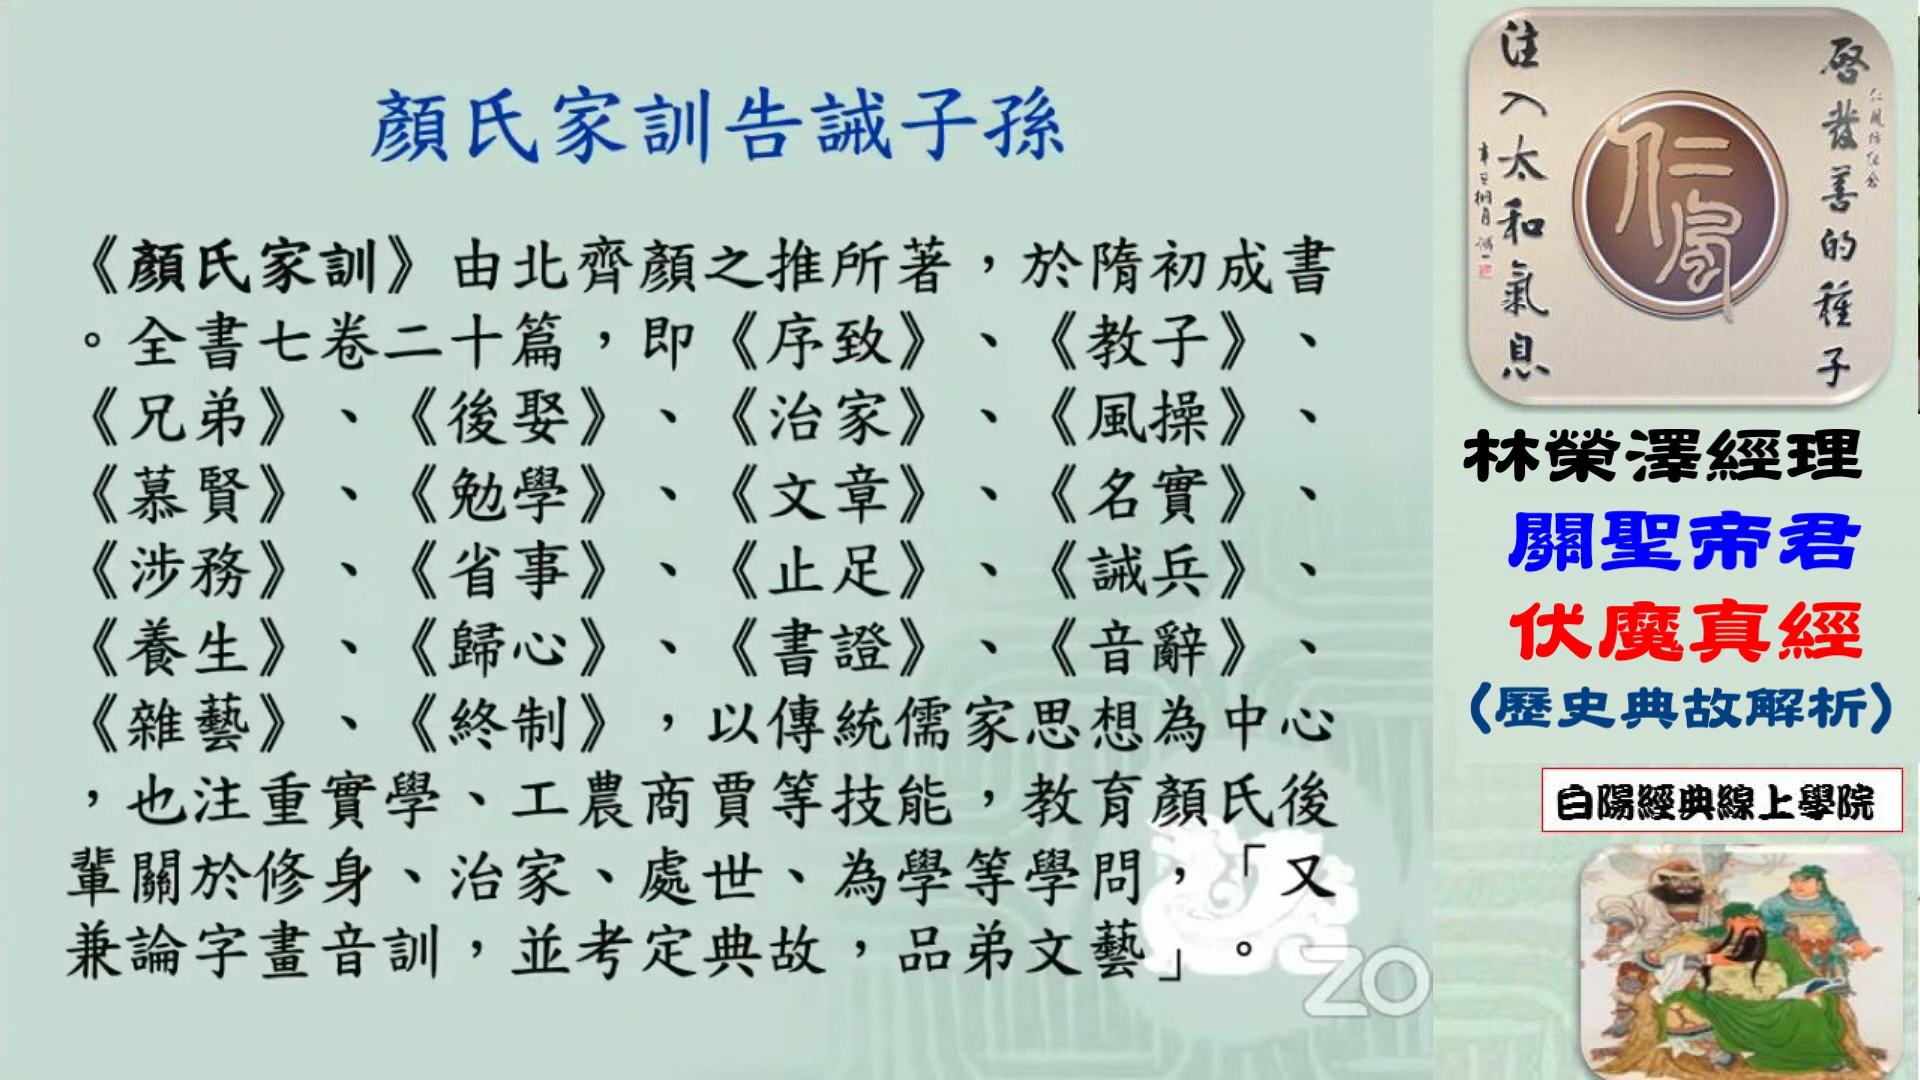 顏氏家訓告誡子孫
《顏氏家訓》由北齊顏之推所著，於隋初成書
。全書七卷二十篇，即《序致》、《教子》、
《兄弟》、《後娶》、《治家》、《風操》、
《慕賢》、《勉學》、《文章》、《名實》、
《涉務》、《省事》、《止足》、《誡兵》、
《養生》、《歸心》、《書證》、《音辭》、
《雜藝》、《終制》，以傳統儒家思想為中心
，也注重實學、工農商賈等技能，教育顏氏後
輩關於修身、治家、處世、為學等學問，「又
兼論字畫音訓，並考定典故，品弟文藝」。
ZO
啓發善的種子
仁風
注入太和氣息
林榮澤經理
關聖帝君
伏魔真經
(歷史典故解析)
白陽經典線上學院